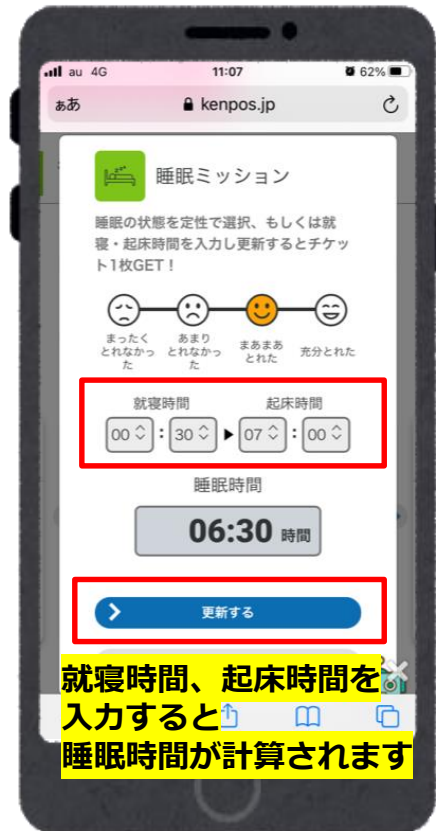 au 4G 11:07 62%
ああ kenpos.jp
睡眠ミッション
睡眠の状態を定性で選択、もしくは就
寝・起床時間を入力し更新するとチケッ
ト1枚GET！
まったく
とれなかっ
た
あまり
とれなかっ
た
まあまあ
とれた
充分とれた
就寝時間 起床時間
00 : 30 ▶ 07 : 00
睡眠時間
06:30 時間
更新する
就寝時間、起床時間を
入力すると
睡眠時間が計算されます